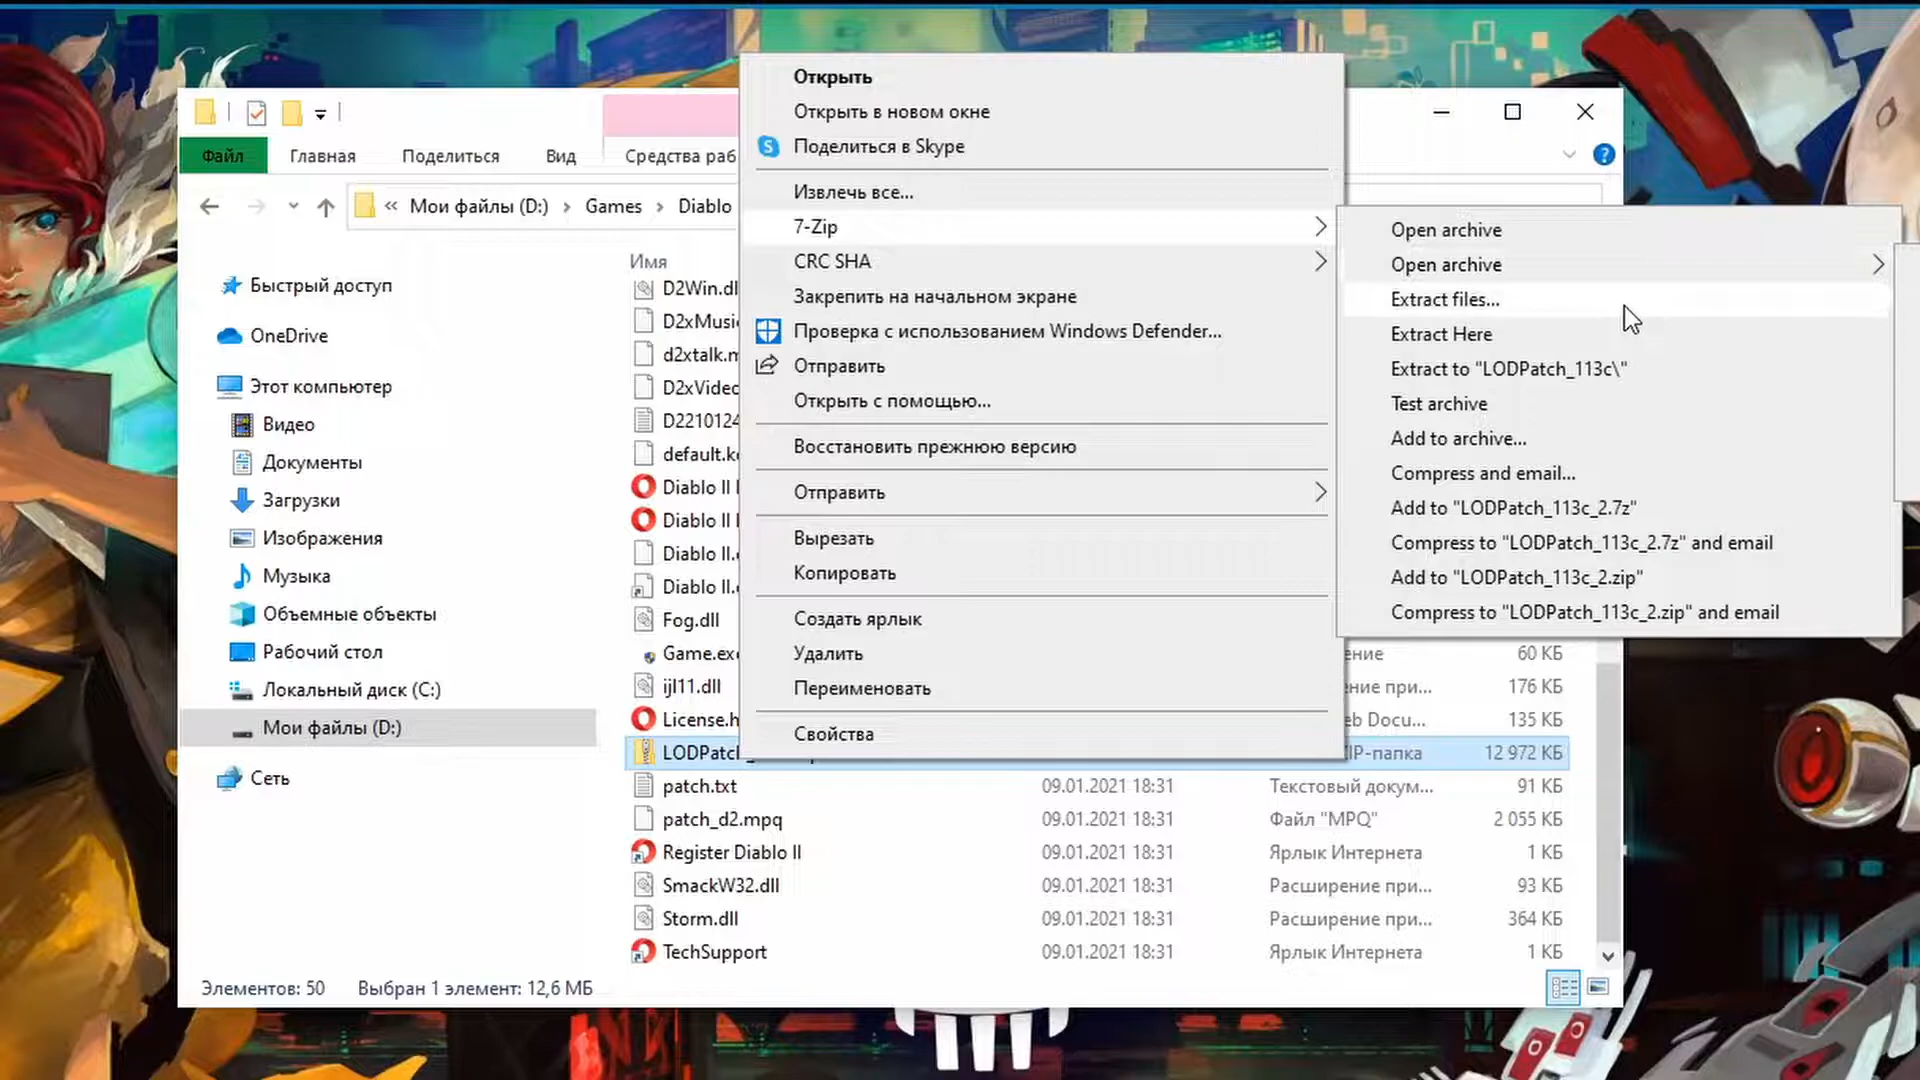 Файл
Главная
Поделиться
Вид
Средства раб
?
« Мои файлы (D:) > Games > Diablo
Быстрый доступ
OneDrive
Этот компьютер
Видео
Документы
Загрузки
Изображения
Музыка
Объемные объекты
Рабочий стол
Локальный диск (C:)
Мои файлы (D:)
Сеть
Имя
D2Win.dl
D2xMusi
d2xtalk.m
D2xVideo
D2210124
default.k
Diablo II
Diablo II
Diablo II.
Diablo II.
Fog.dll
Game.ex
ение 60 КБ
ijl11.dll
ние при... 176 КБ
License.h
eb Docu... 135 КБ
LODPatc
IP-папка 12 972 КБ
patch.txt 09.01.2021 18:31 Текстовый докум... 91 КБ
patch_d2.mpq 09.01.2021 18:31 Файл "MPQ" 2 055 КБ
Register Diablo II 09.01.2021 18:31 Ярлык Интернета 1 КБ
SmackW32.dll 09.01.2021 18:31 Расширение при... 93 КБ
Storm.dll 09.01.2021 18:31 Расширение при... 364 КБ
TechSupport 09.01.2021 18:31 Ярлык Интернета 1 КБ
Элементов: 50 Выбран 1 элемент: 12,6 МБ
Открыть
Открыть в новом окне
Поделиться в Skype
Извлечь все...
7-Zip
CRC SHA
Закрепить на начальном экране
Проверка с использованием Windows Defender...
Отправить
Открыть с помощью...
Восстановить прежнюю версию
Отправить
Вырезать
Копировать
Создать ярлык
Удалить
Переименовать
Свойства
Open archive
Open archive
Extract files...
Extract Here
Extract to "LODPatch_113c\"
Test archive
Add to archive...
Compress and email...
Add to "LODPatch_113c_2.7z"
Compress to "LODPatch_113c_2.7z" and email
Add to "LODPatch_113c_2.zip"
Compress to "LODPatch_113c_2.zip" and email